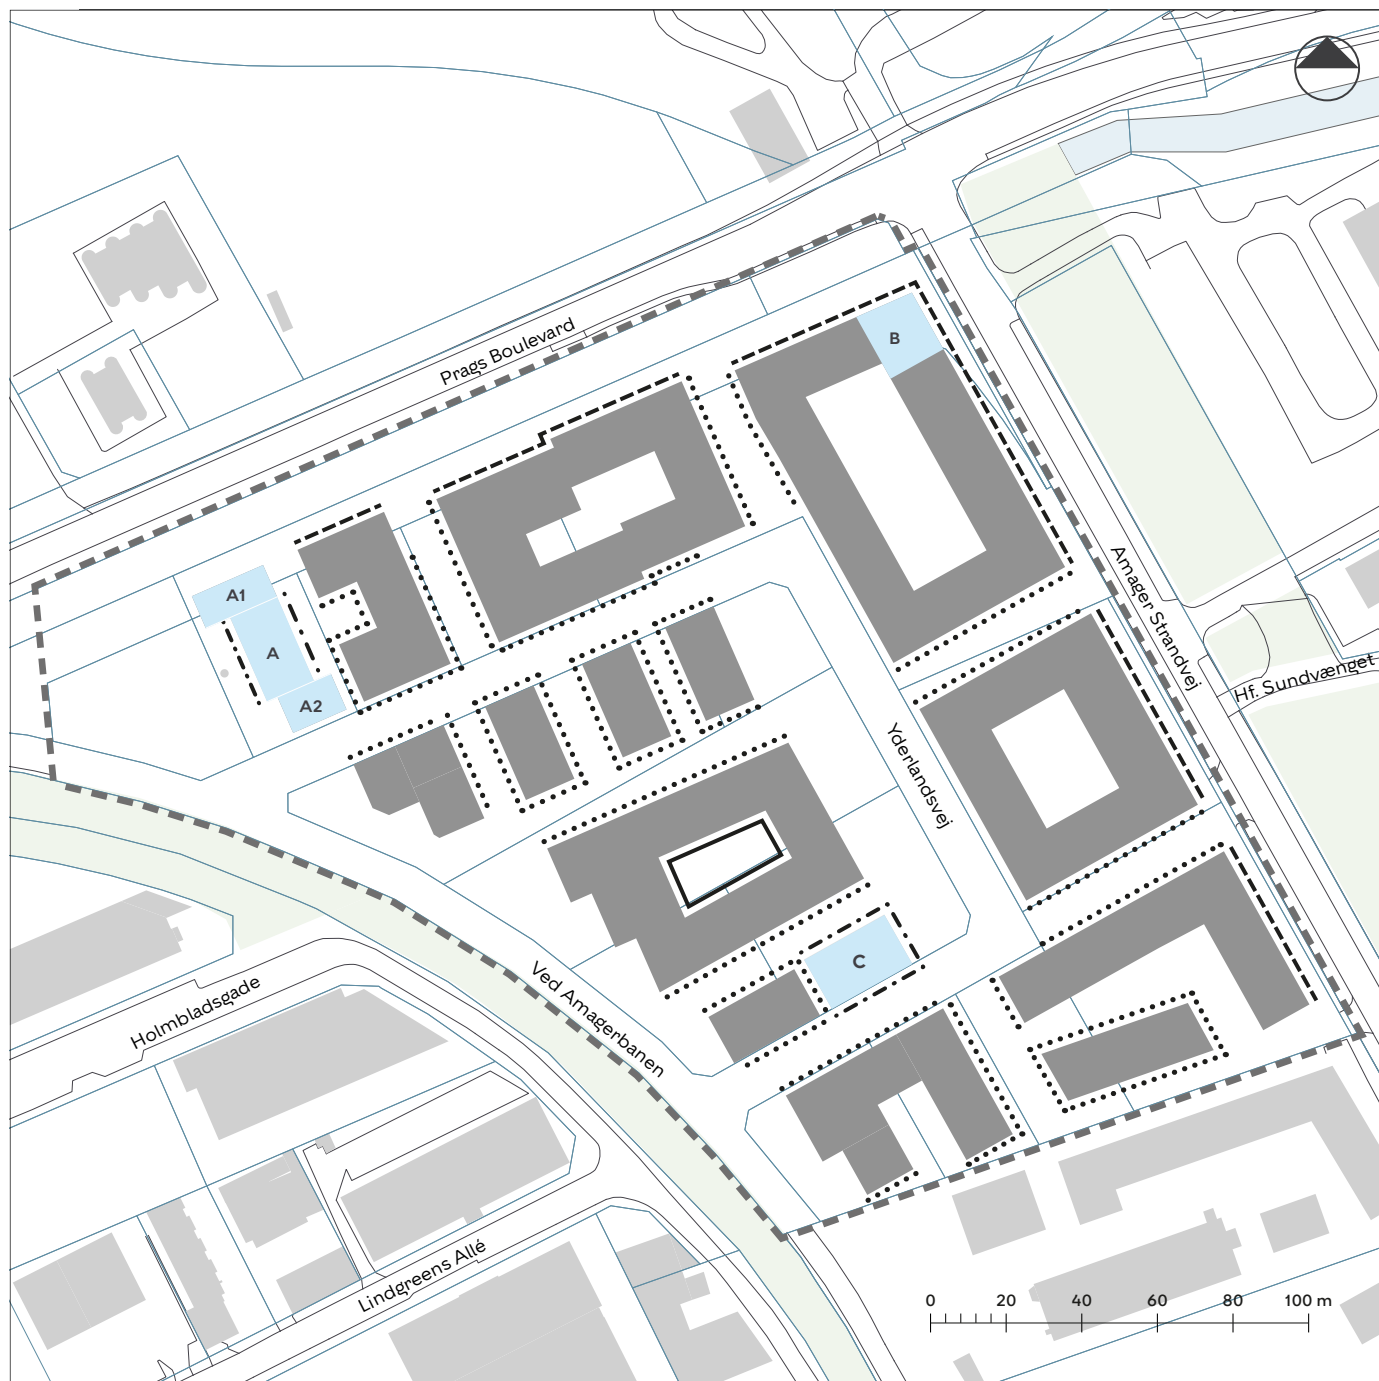 Prags Boulevard
B
A1
A
A2
Amager Strandvej
Hf. Sundvænget
Yderlandsvej
C
Ved Amagerbanen
Holmbladsgade
Lindgreens Allé
0 20 40 60 80 100 m